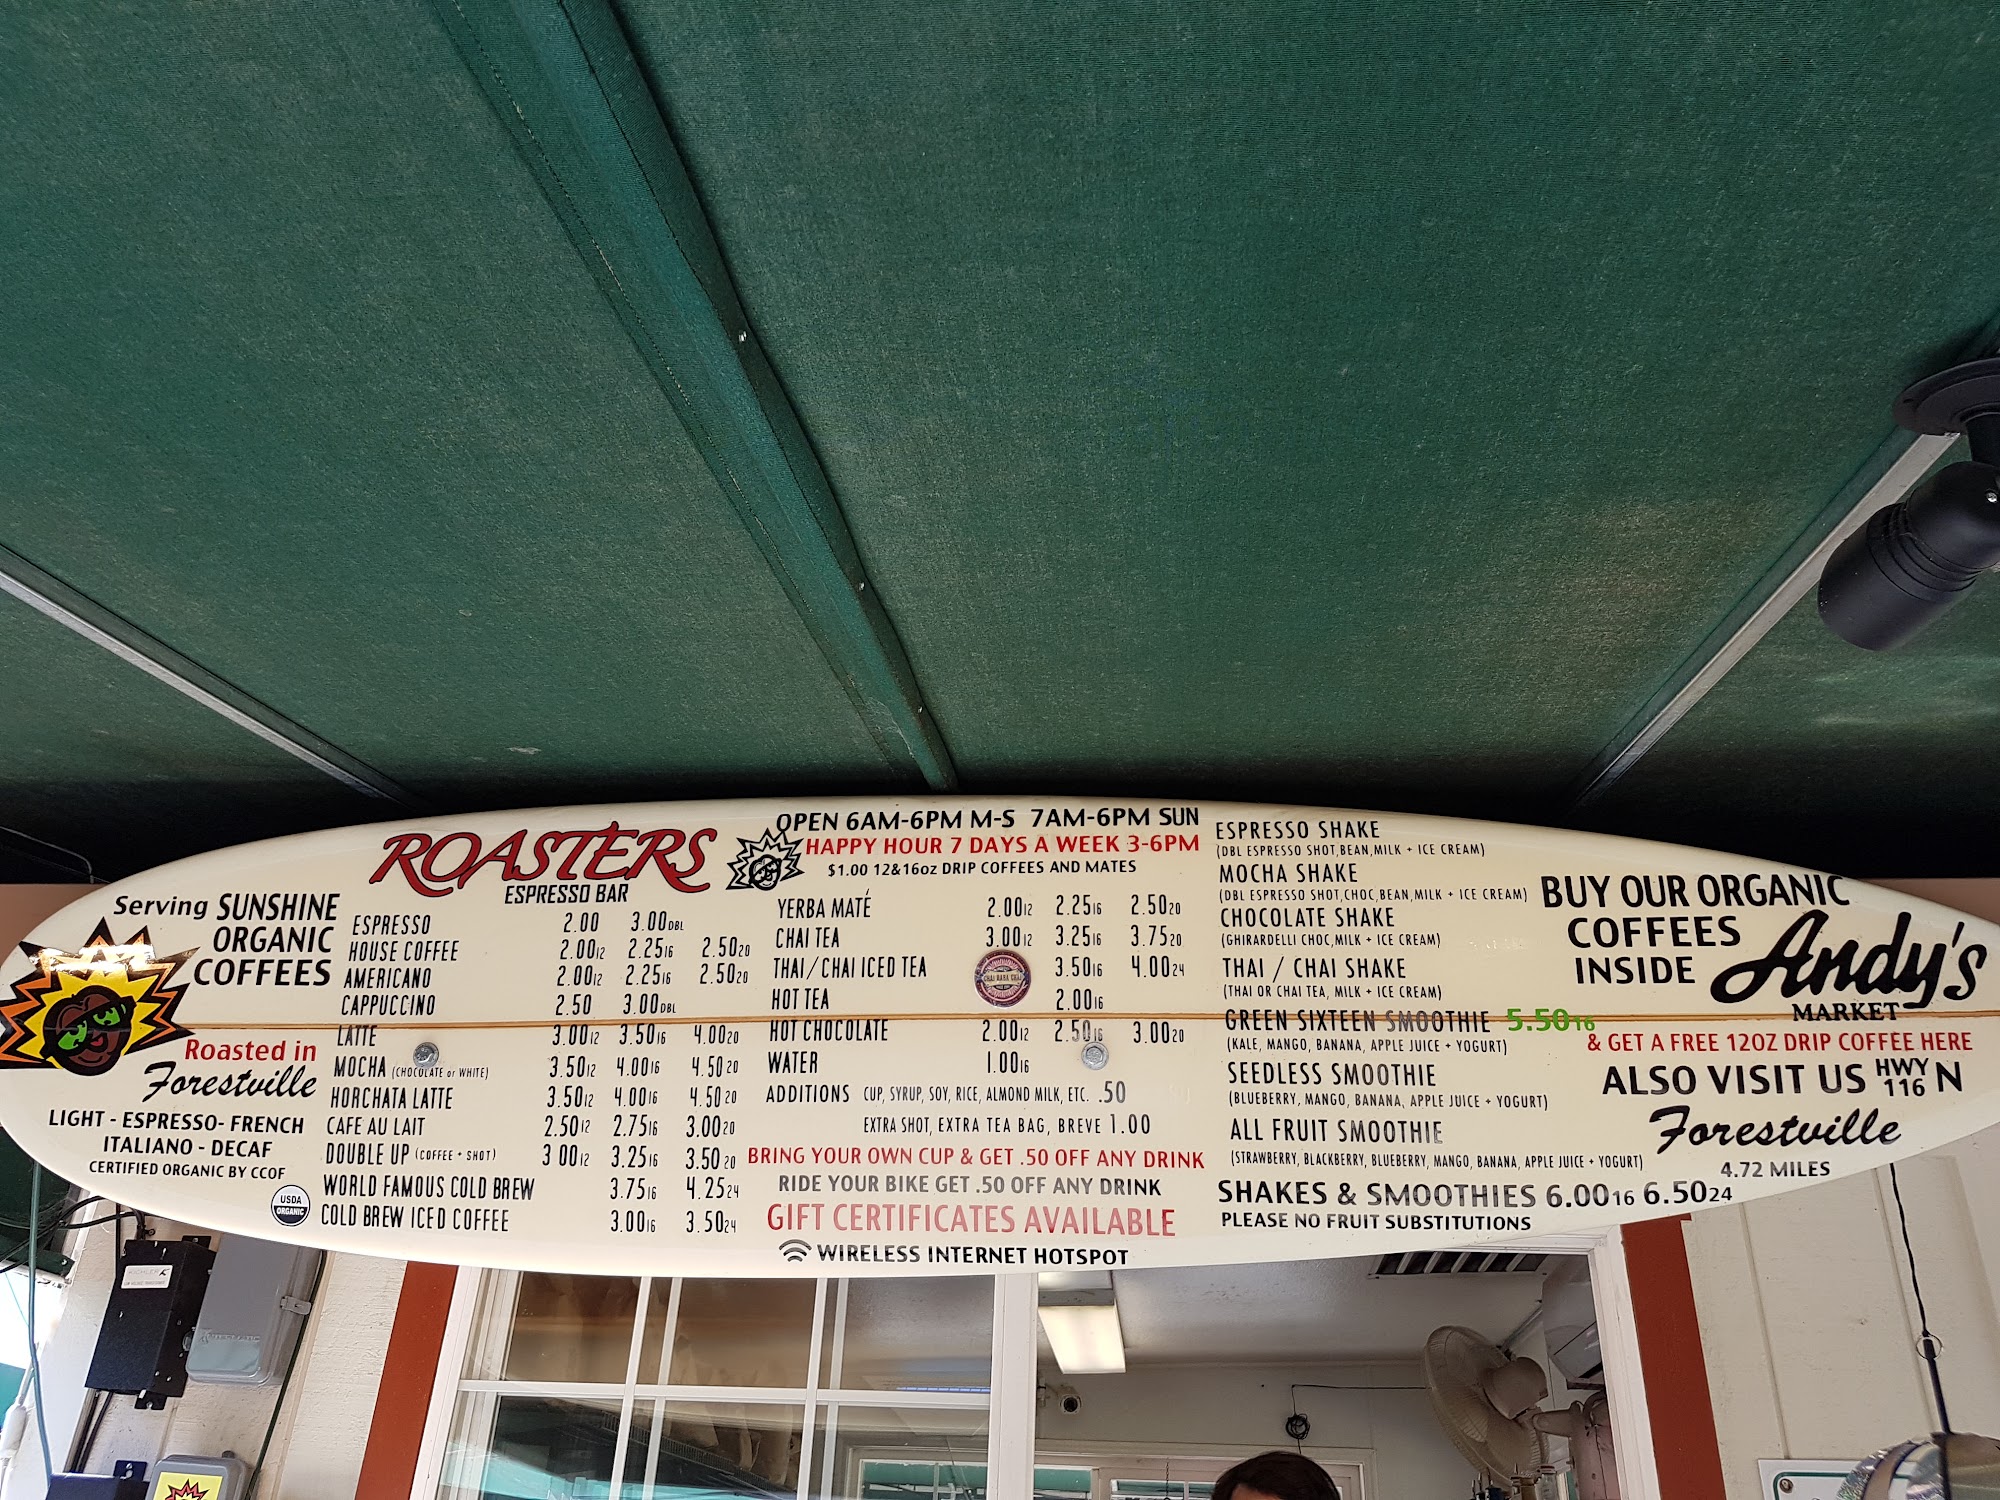 Serving SUNSHINE
ORGANIC
COFFEES
Roasted in
Forestville
LIGHT - ESPRESSO- FRENCH
ITALIANO - DECAF
CERTIFIED ORGANIC BY CCOF
USDA
ORGANIC
ROASTERS
ESPRESSO BAR
ESPRESSO 2.00 3.00DBL
HOUSE COFFEE 2.0012 2.2516 2.5020
AMERICANO 2.0012 2.2516 2.5020
CAPPUCCINO 2.50 3.00DBL
LATTE 3.0012 3.5016 4.0020
MOCHA (CHOCOLATE or WHITE) 3.5012 4.0016 4.5020
HORCHATA LATTE 3.5012 4.0016 4.5020
CAFE AU LAIT 2.5012 2.7516 3.0020
DOUBLE UP (COFFEE + SHOT) 3 0012 3.2516 3.5020
WORLD FAMOUS COLD BREW 3.7516 4.2524
COLD BREW ICED COFFEE 3.0016 3.5024
OPEN 6AM-6PM M-S 7AM-6PM SUN
HAPPY HOUR 7 DAYS A WEEK 3-6PM
$1.00 12&16oz DRIP COFFEES AND MATES
YERBA MATÉ 2.0012 2.2516 2.5020
CHAI TEA 3.0012 3.2516 3.7520
THAI/CHAI ICED TEA 3.5016 4.0024
HOT TEA 2.0016
HOT CHOCOLATE 2.0012 2.5016 3.0020
WATER 1.0016
ADDITIONS CUP, SYRUP, SOY, RICE, ALMOND MILK, ETC. .50
EXTRA SHOT, EXTRA TEA BAG, BREVE 1.00
BRING YOUR OWN CUP & GET .50 OFF ANY DRINK
RIDE YOUR BIKE GET .50 OFF ANY DRINK
GIFT CERTIFICATES AVAILABLE
WIRELESS INTERNET HOTSPOT
ESPRESSO SHAKE
(DBL ESPRESSO SHOT,BEAN,MILK + ICE CREAM)
MOCHA SHAKE
(DBL ESPRESSO SHOT,CHOC,BEAN,MILK + ICE CREAM)
CHOCOLATE SHAKE
(GHIRARDELLI CHOC,MILK + ICE CREAM)
THAI / CHAI SHAKE
(THAI OR CHAI TEA, MILK + ICE CREAM)
GREEN SIXTEEN SMOOTHIE 5.5016
(KALE, MANGO, BANANA, APPLE JUICE + YOGURT)
SEEDLESS SMOOTHIE
(BLUEBERRY, MANGO, BANANA, APPLE JUICE + YOGURT)
ALL FRUIT SMOOTHIE
(STRAWBERRY, BLACKBERRY, BLUEBERRY, MANGO, BANANA, APPLE JUICE + YOGURT)
SHAKES & SMOOTHIES 6.0016 6.5024
PLEASE NO FRUIT SUBSTITUTIONS
BUY OUR ORGANIC
COFFEES
INSIDE Andy's
MARKET
& GET A FREE 12OZ DRIP COFFEE HERE
ALSO VISIT US HWY 116 N
Forestville
4.72 MILES